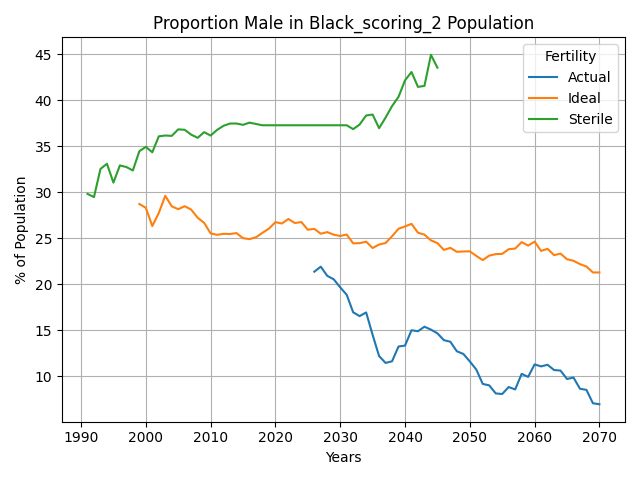 Proportion Male in Black_scoring_2 Population
% of Population
45
40
35
30
25
20
15
10
Fertility
Actual
Ideal
Sterile
1990 2000 2010 2020 2030 2040 2050 2060 2070
Years